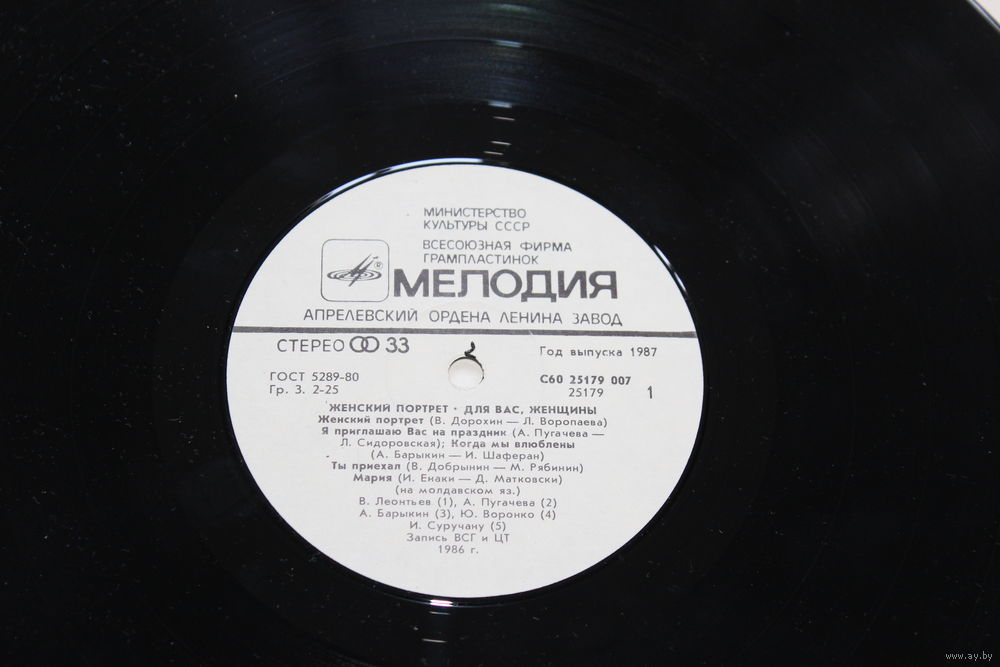 МИНИСТЕРСТВО
КУЛЬТУРЫ СССР
ВСЕСОЮЗНАЯ ФИРМА
ГРАМПЛАСТИНОК
® МЕЛОДИЯ
АПРЕЛЕВСКИЙ ОРДЕНА ЛЕНИНА ЗАВОД
СТЕРЕО 33
Год выпуска 1987
ГОСТ 5289-80
Гр. 3. 2-25
С60 25179 007
25179
1
ЖЕНСКИЙ ПОРТРЕТ • ДЛЯ ВАС, ЖЕНЩИНЫ
Женский портрет (В. Дорохин — Л. Воропаева)
Я приглашаю Вас на праздник (А. Пугачева —
Л. Сидоровская); Когда мы влюблены
(А. Барыкин — И. Шаферан)
Ты приехал (В. Добрынин — М. Рябинин)
Мария (И. Енаки — Д. Матковски)
(на молдавском яз.)
В. Леонтьев (1), А. Пугачева (2)
А. Барыкин (3), Ю. Воронко (4)
И. Суручану (5)
Запись ВСГ и ЦТ
1986 г.
www.ay.by